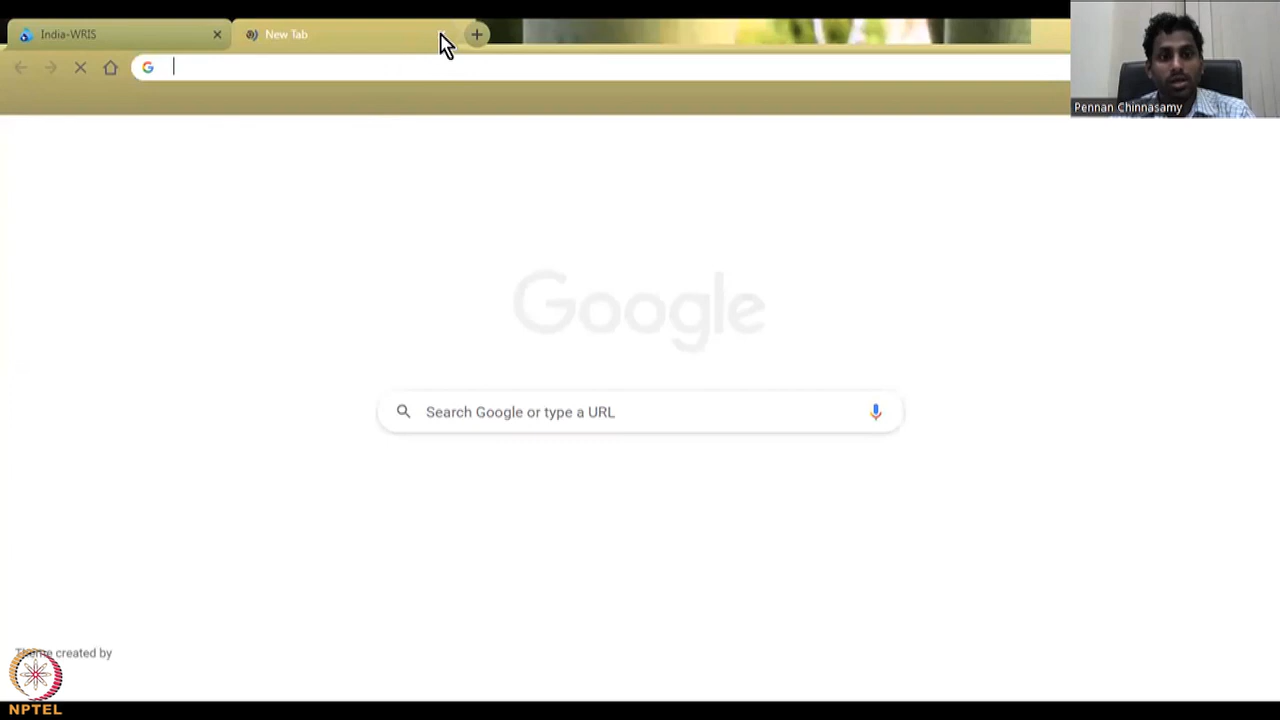 India-WRIS
New Tab
Pennan Chinnasamy
Google
Search Google or type a URL
Theme created by
NPTEL